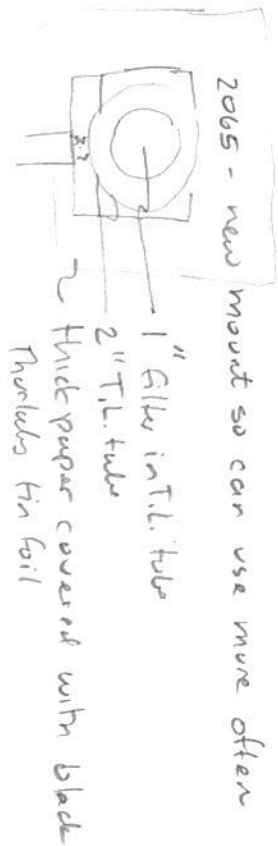 2065 - new mount so can use more often
1" filter in T.L. tube
2" T.L. tube
thick paper covered with black
Thorlabs tin foil